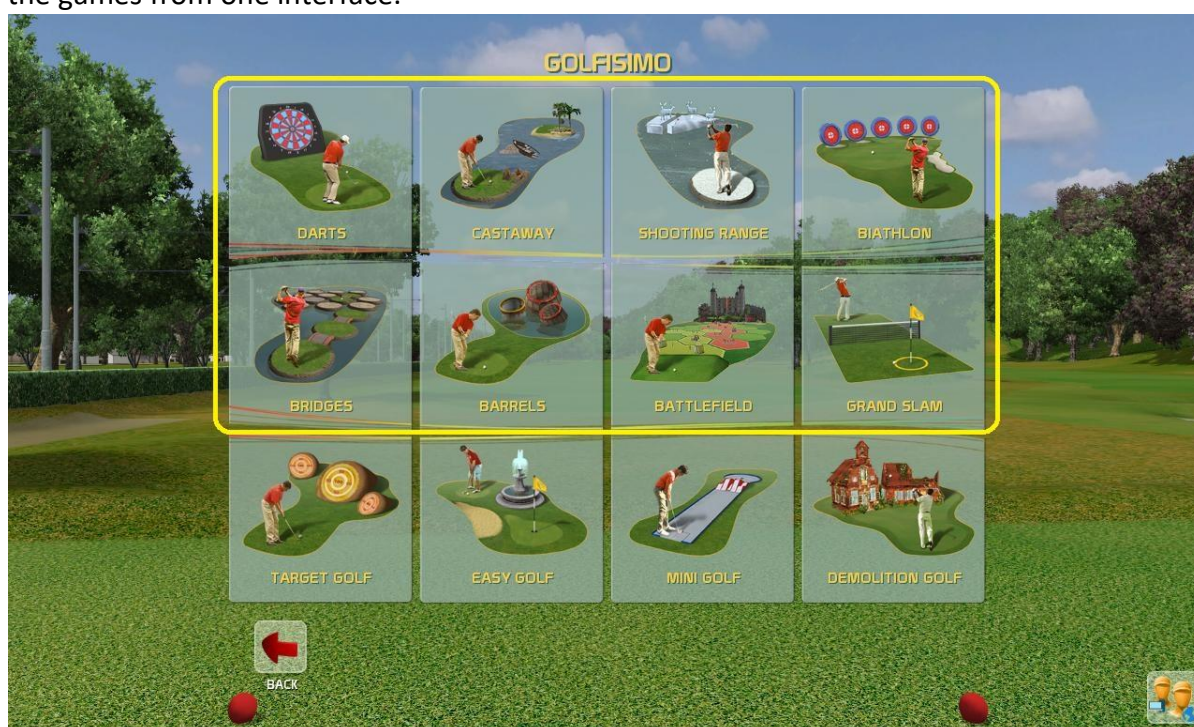 the games from one interface.
GOLFISIMO
DARTS
CASTAWAY
SHOOTING RANGE
BIATHLON
BRIDGES
BARRELS
BATTLEFIELD
GRAND SLAM
TARGET GOLF
EASY GOLF
MINI GOLF
DEMOLITION GOLF
BACK